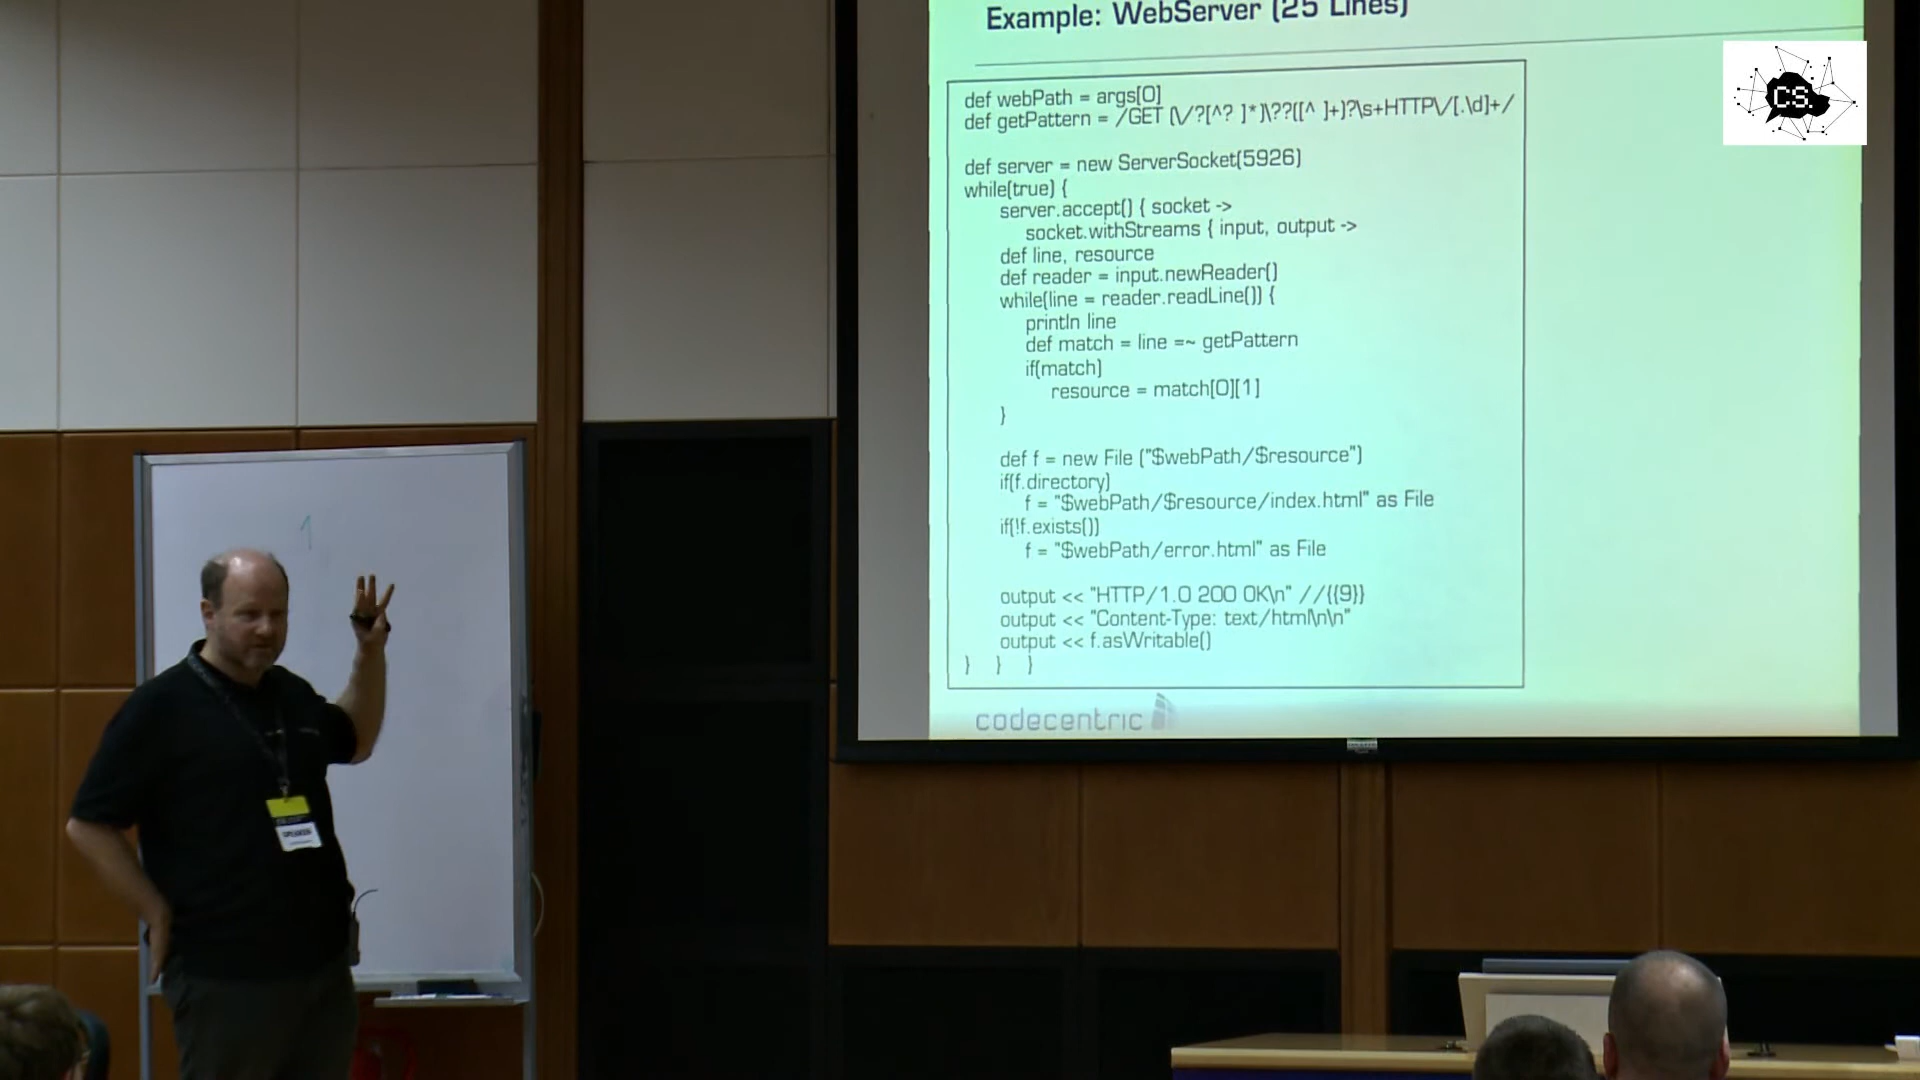 Example: WebServer (25 Lines)
def webPath = args[0]
def getPattern = /GET (\/?[^? ]*)\??([^ ]+)?\s+HTTP\/[.\d]+/
def server = new ServerSocket(5926)
while(true) {
server.accept() { socket ->
socket.withStreams { input, output ->
def line, resource
def reader = input.newReader()
while(line = reader.readLine()) {
println line
def match = line =~ getPattern
if(match)
resource = match[0][1]
}
def f = new File ("$webPath/$resource")
if(f.directory)
f = "$webPath/$resource/index.html" as File
if(!f.exists())
f = "$webPath/error.html" as File
output << "HTTP/1.0 200 OK\n" //{{9}}
output << "Content-Type: text/html\n\n"
output << f.asWritable()
} } }
codecentric
CS.
1
SPEAKER